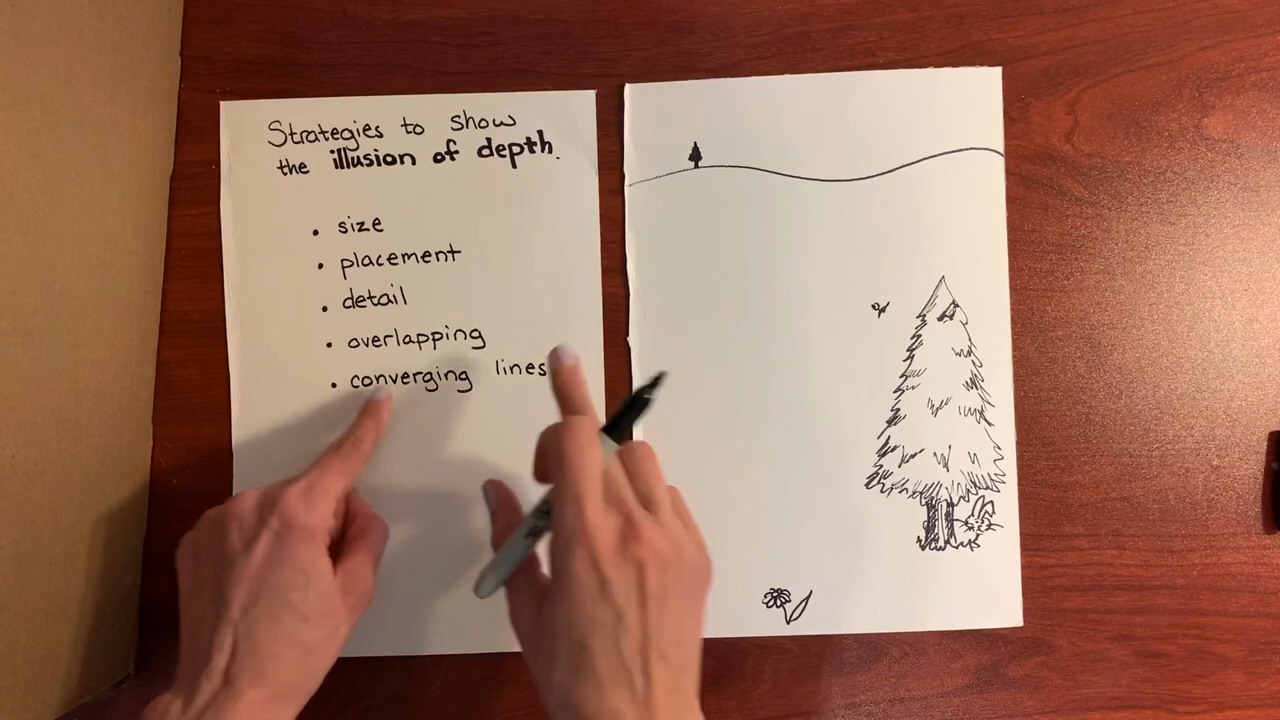 Strategies to show
the illusion of depth.
• size
• placement
• detail
• overlapping
• converging lines